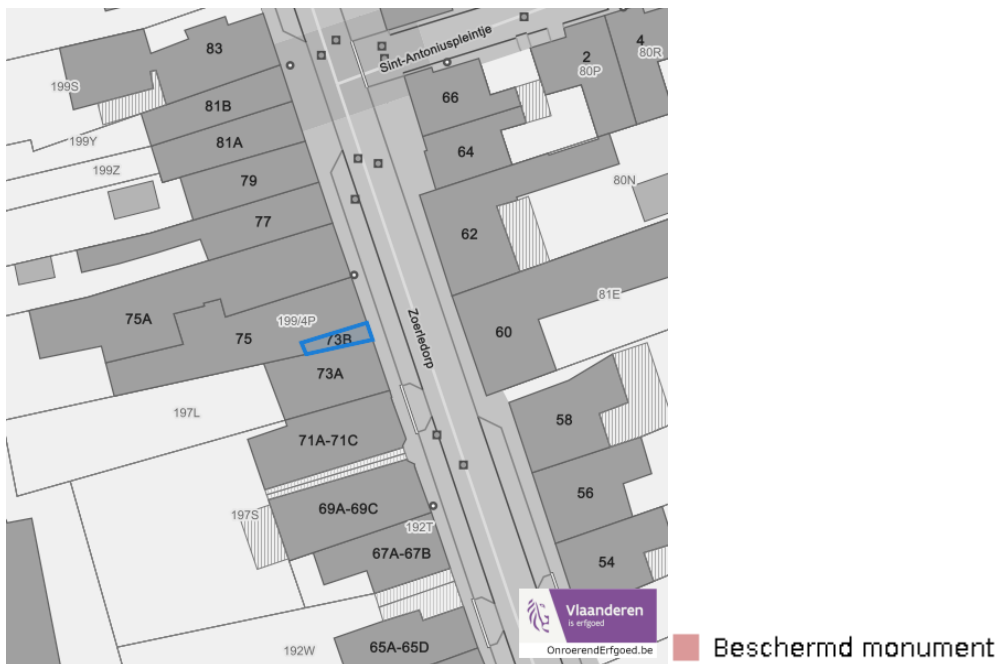 83
Sint-Antoniuspleintje
2
4
80P
80R
199S
66
81B
199Y
81A
64
199Z
79
80N
77
62
81E
75A
199/4P
75
73B
60
Zoerledorp
73A
197L
71A-71C
58
69A-69C
56
197S
192T
67A-67B
54
Vlaanderen
is erfgoed
OnroerendErfgoed.be
192W
65A-65D
Beschermd monument